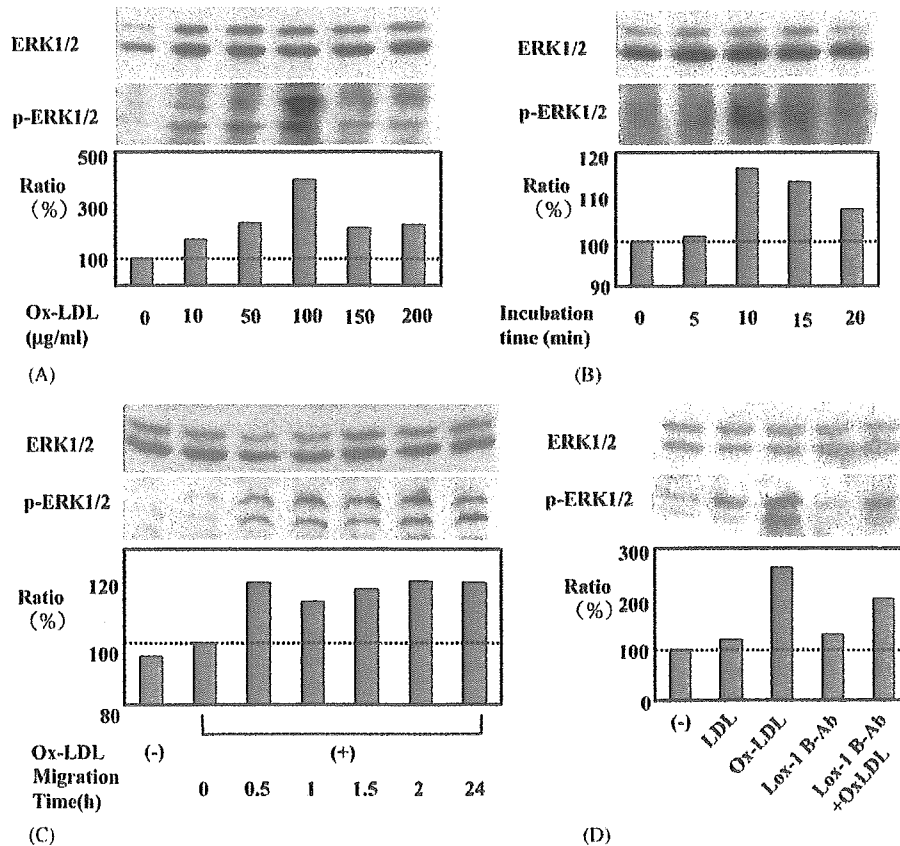 ERK1/2
p-ERK1/2
Ratio
(%)
500
300
100
Ox-LDL
(μg/ml)
0 10 50 100 150 200
(A)
ERK1/2
p-ERK1/2
Ratio
(%)
120
110
100
90
Incubation
time (min)
0 5 10 15 20
(B)
ERK1/2
p-ERK1/2
Ratio
(%)
120
100
80
Ox-LDL (-) (+)
Migration
Time(h)
0 0.5 1 1.5 2 24
(C)
ERK1/2
p-ERK1/2
Ratio
(%)
300
200
100
0
(-)
LDL
Ox-LDL
Lox-1 B-Ab
Lox-1 B-Ab
+OxLDL
(D)